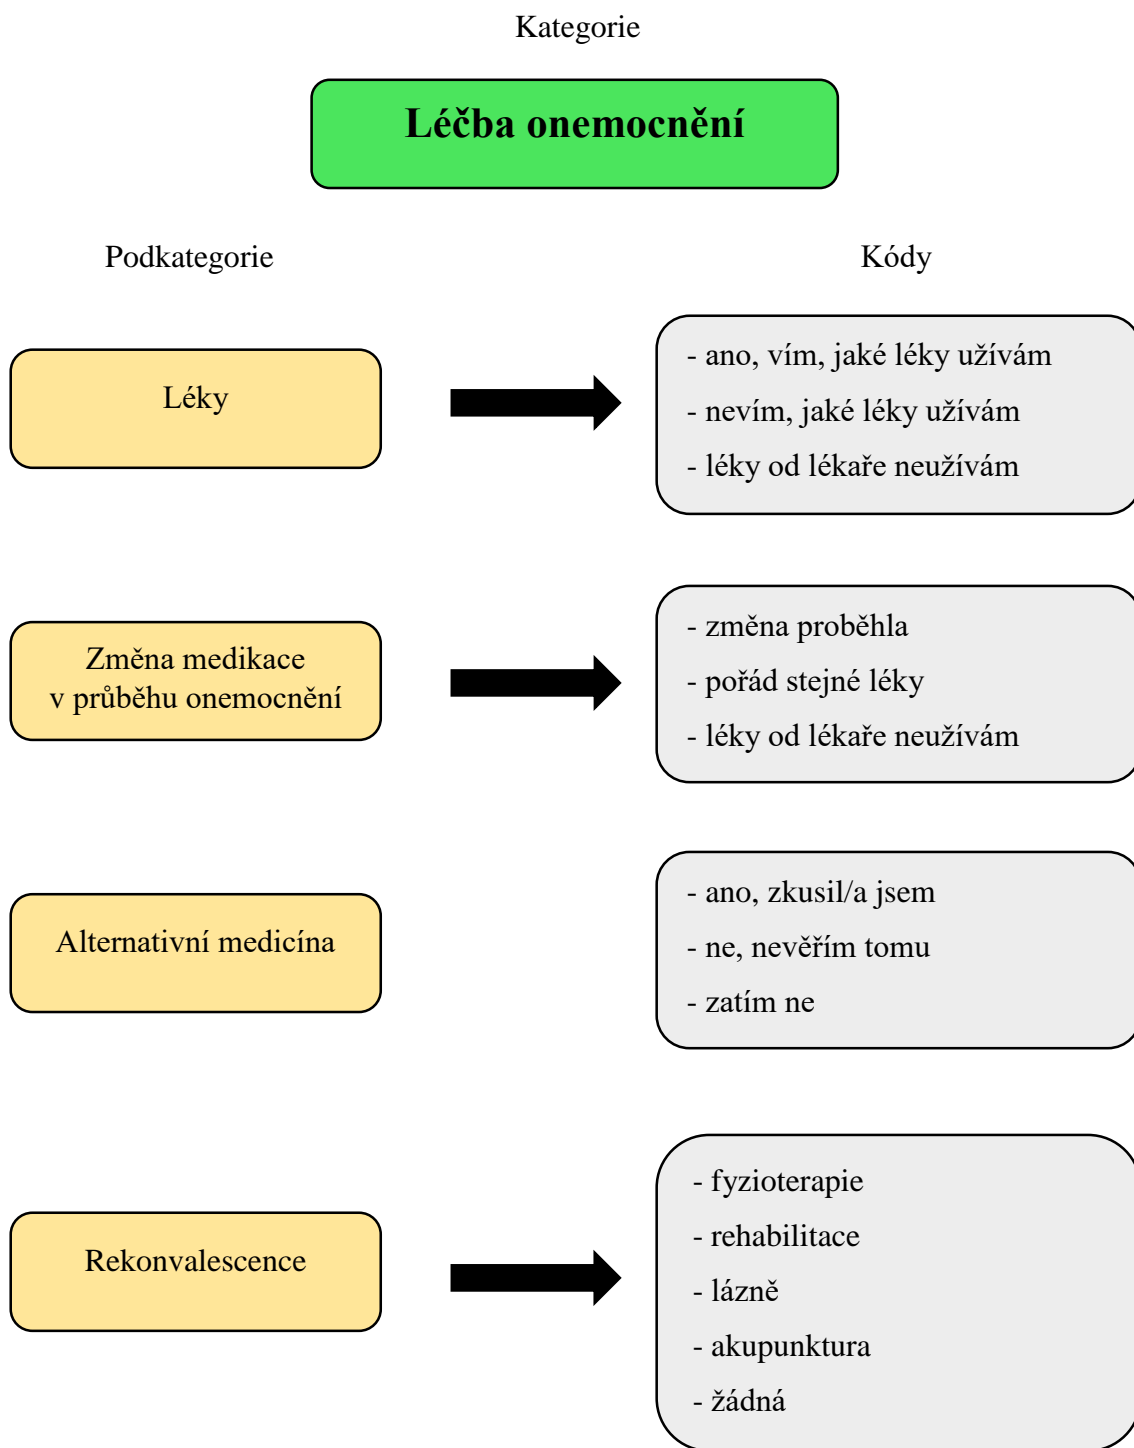 Kategorie
Léčba onemocnění
Podkategorie
Kódy
Léky
- ano, vím, jaké léky užívám
- nevím, jaké léky užívám
- léky od lékaře neužívám
Změna medikace
v průběhu onemocnění
- změna proběhla
- pořád stejné léky
- léky od lékaře neužívám
Alternativní medicína
- ano, zkusil/a jsem
- ne, nevěřím tomu
- zatím ne
Rekonvalescence
- fyzioterapie
- rehabilitace
- lázně
- akupunktura
- žádná